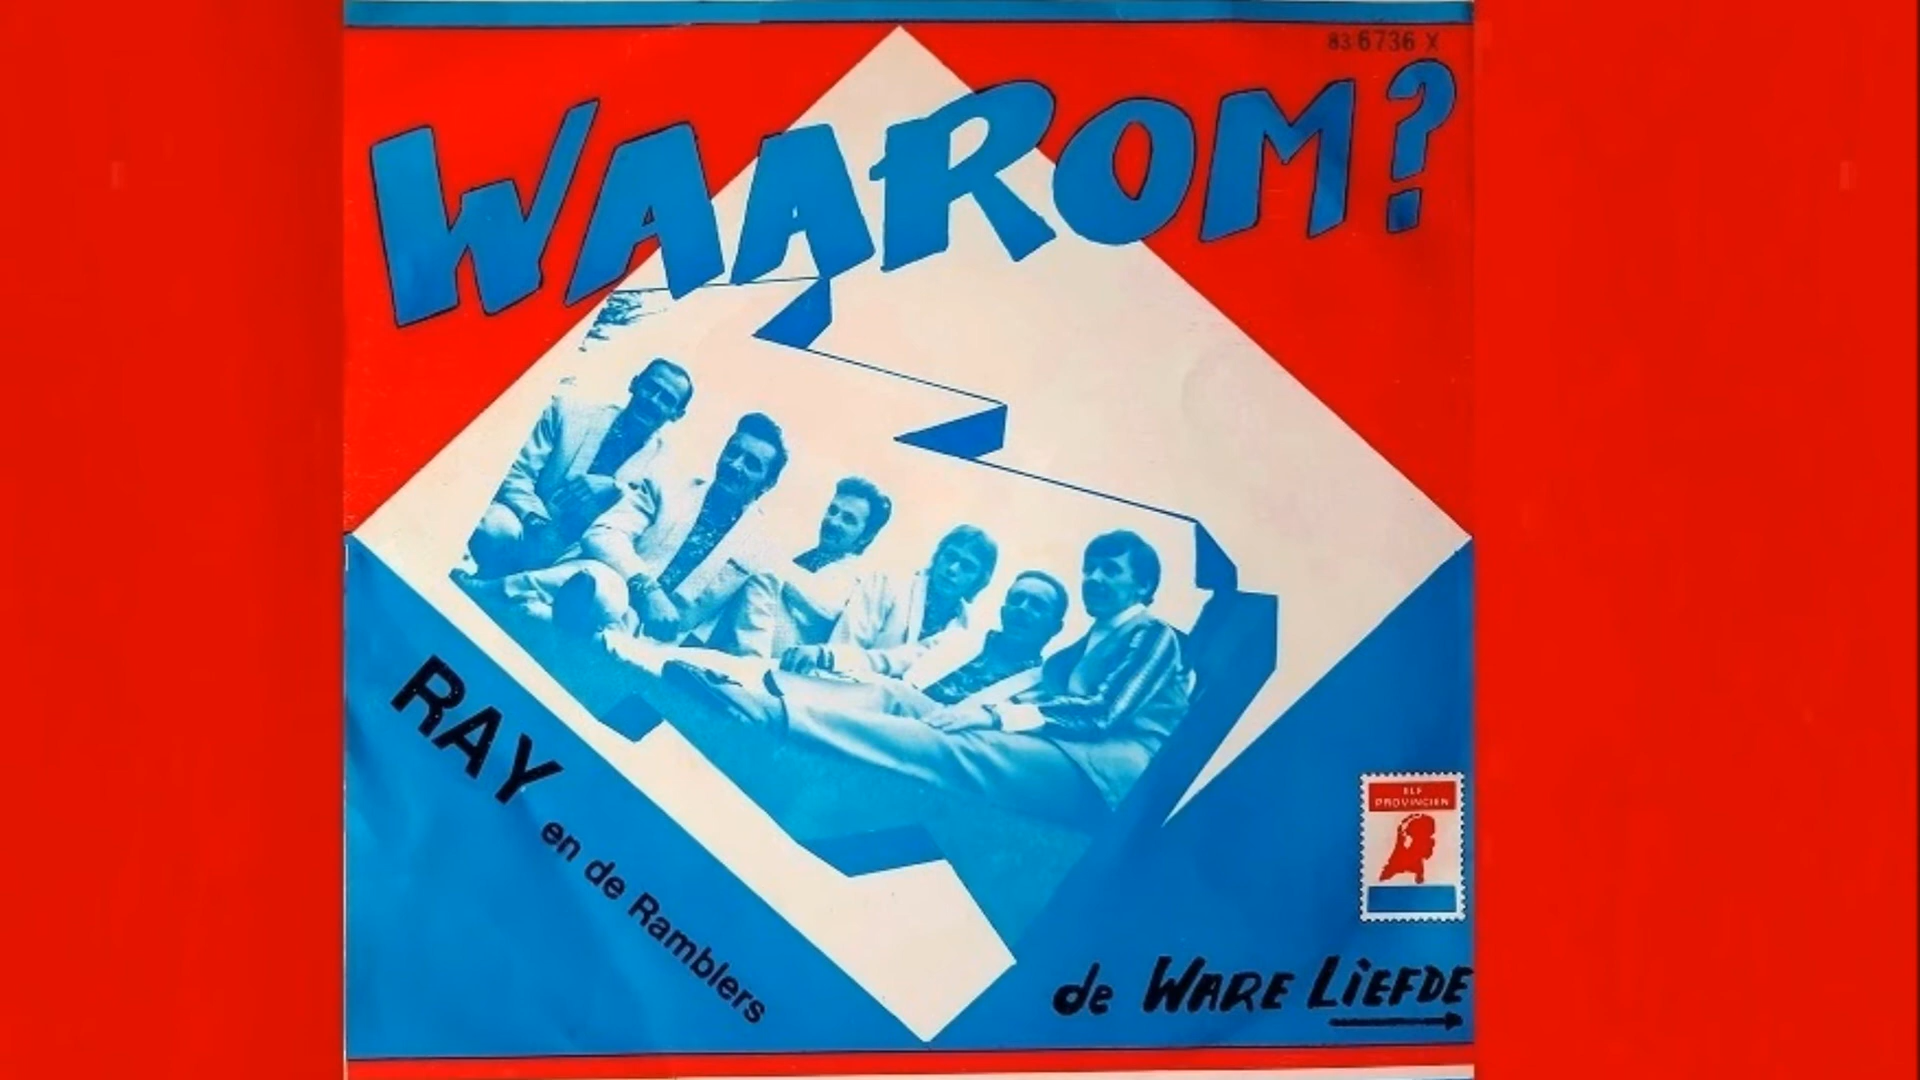 83 6736 X
WAAROM?
RAY
en de Ramblers
ELF
PROVINCIEN
de WARE LIEFDE